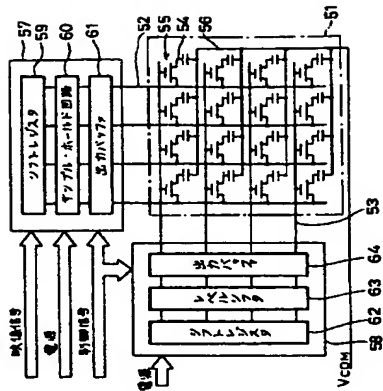 57
59
60
61
52
55
54
56
51
シフトレジスタ
サンプル・ホールド回路
出力バッファ
映像信号
電源
制御信号
出力バッファ
レベルシフタ
シフトレジスタ
電源
53
64
63
62
58
VCOM